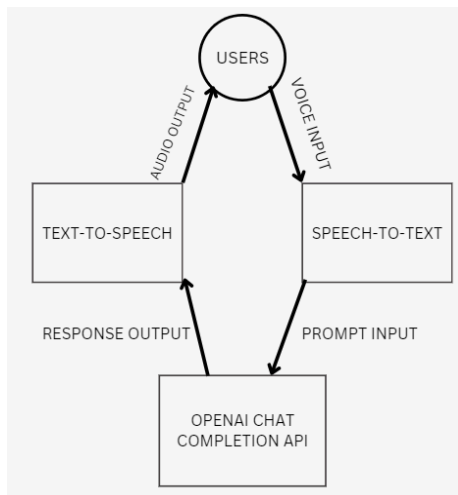 USERS
AUDIO OUTPUT
VOICE INPUT
TEXT-TO-SPEECH
SPEECH-TO-TEXT
RESPONSE OUTPUT
PROMPT INPUT
OPENAI CHAT
COMPLETION API